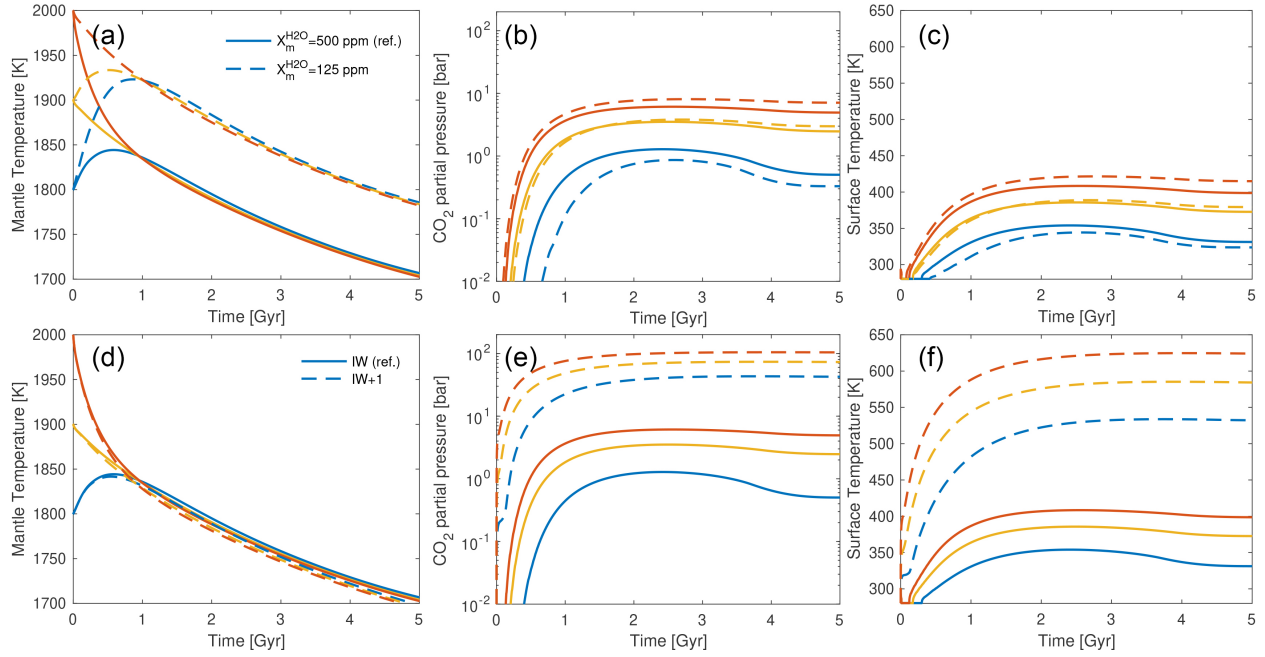 (a)
X_m^H2O=500 ppm (ref.)
X_m^H2O=125 ppm
2000
1950
1900
1850
1800
1750
1700
Mantle Temperature [K]
0 1 2 3 4 5
Time [Gyr]
(b)
10^2
10^1
10^0
10^-1
10^-2
CO2 partial pressure [bar]
0 1 2 3 4 5
Time [Gyr]
(c)
650
600
550
500
450
400
350
300
Surface Temperature [K]
0 1 2 3 4 5
Time [Gyr]
(d)
IW (ref.)
IW+1
2000
1950
1900
1850
1800
1750
1700
Mantle Temperature [K]
0 1 2 3 4 5
Time [Gyr]
(e)
10^2
10^1
10^0
10^-1
10^-2
CO2 partial pressure [bar]
0 1 2 3 4 5
Time [Gyr]
(f)
650
600
550
500
450
400
350
300
Surface Temperature [K]
0 1 2 3 4 5
Time [Gyr]